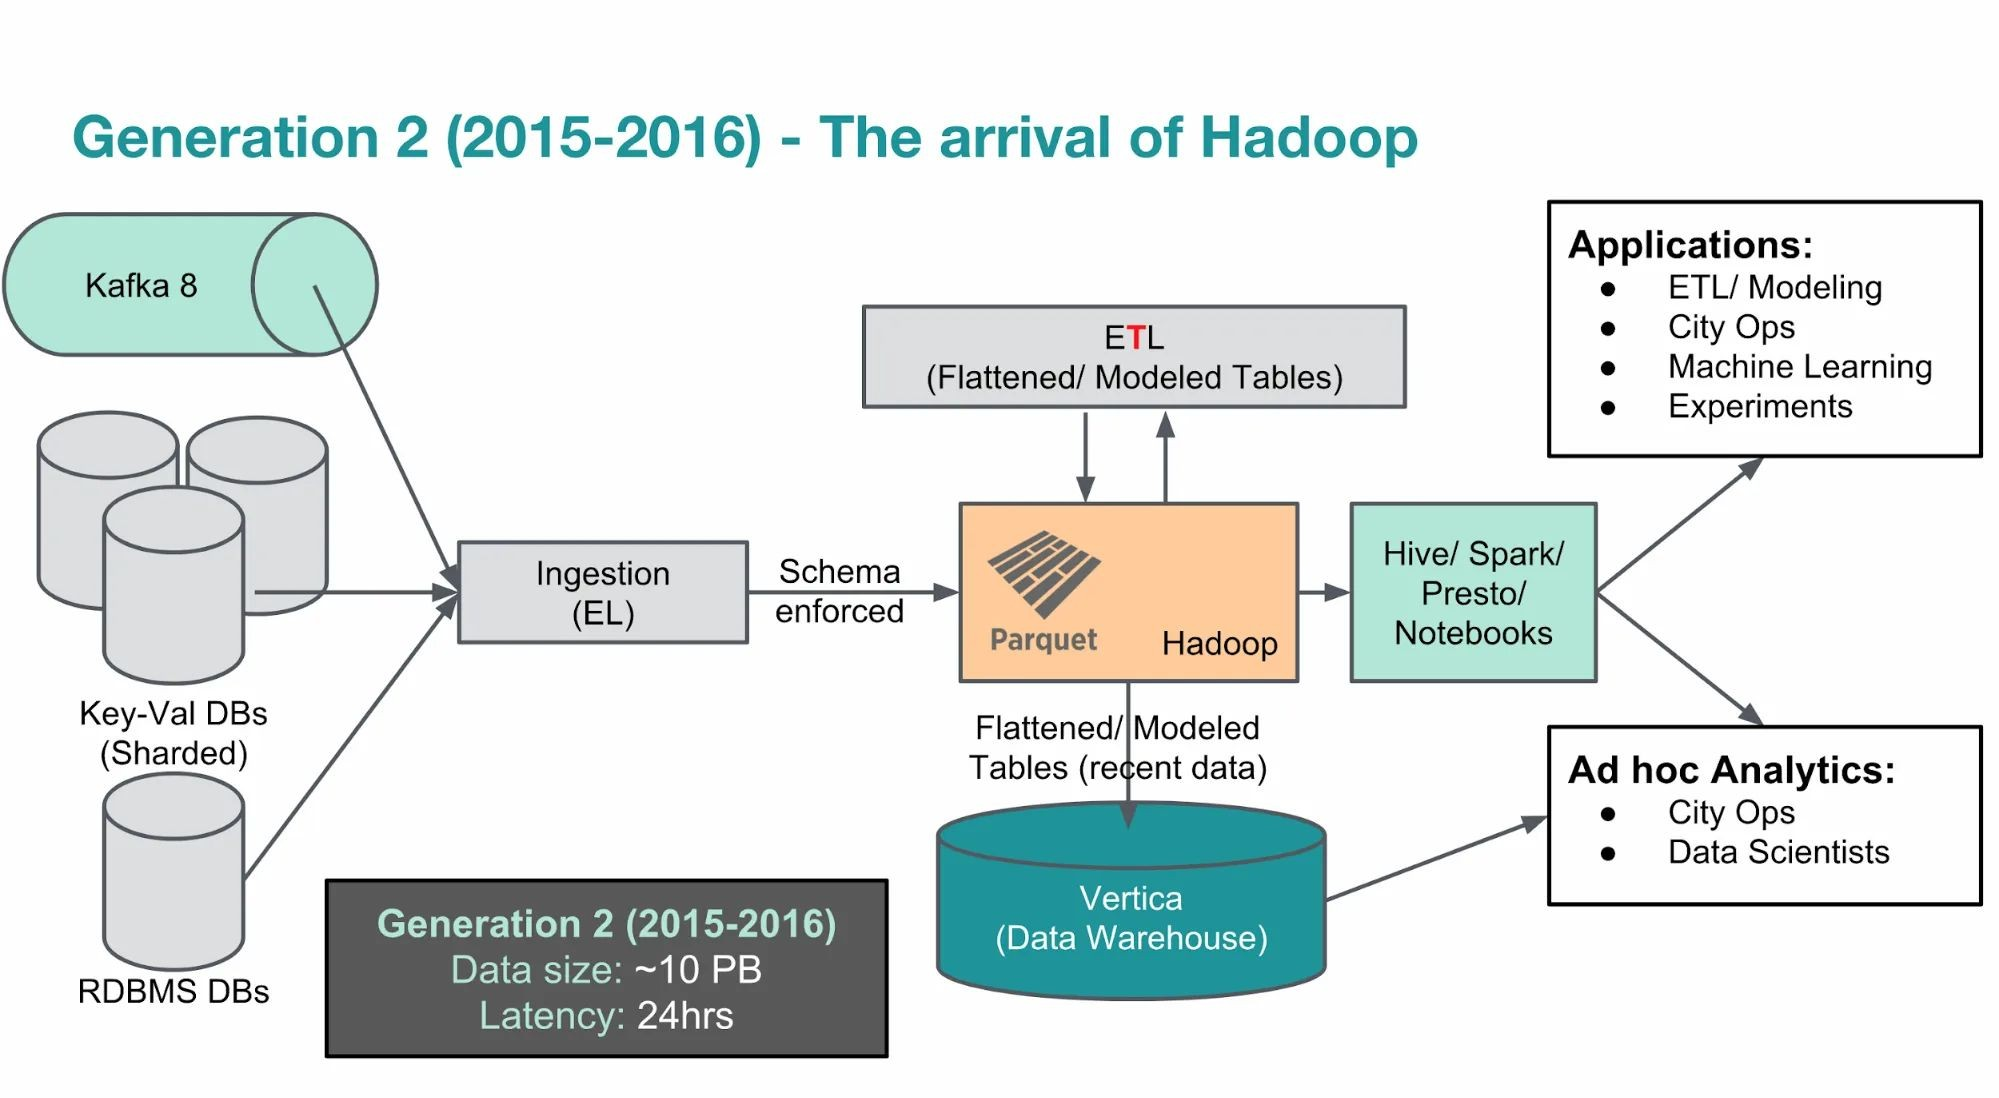 Generation 2 (2015-2016) - The arrival of Hadoop
Kafka 8
Key-Val DBs
(Sharded)
RDBMS DBs
Ingestion
(EL)
Schema
enforced
ETL
(Flattened/ Modeled Tables)
Parquet
Hadoop
Flattened/ Modeled
Tables (recent data)
Vertica
(Data Warehouse)
Hive/ Spark/
Presto/
Notebooks
Applications:
● ETL/ Modeling
● City Ops
● Machine Learning
● Experiments
Ad hoc Analytics:
● City Ops
● Data Scientists
Generation 2 (2015-2016)
Data size: ~10 PB
Latency: 24hrs